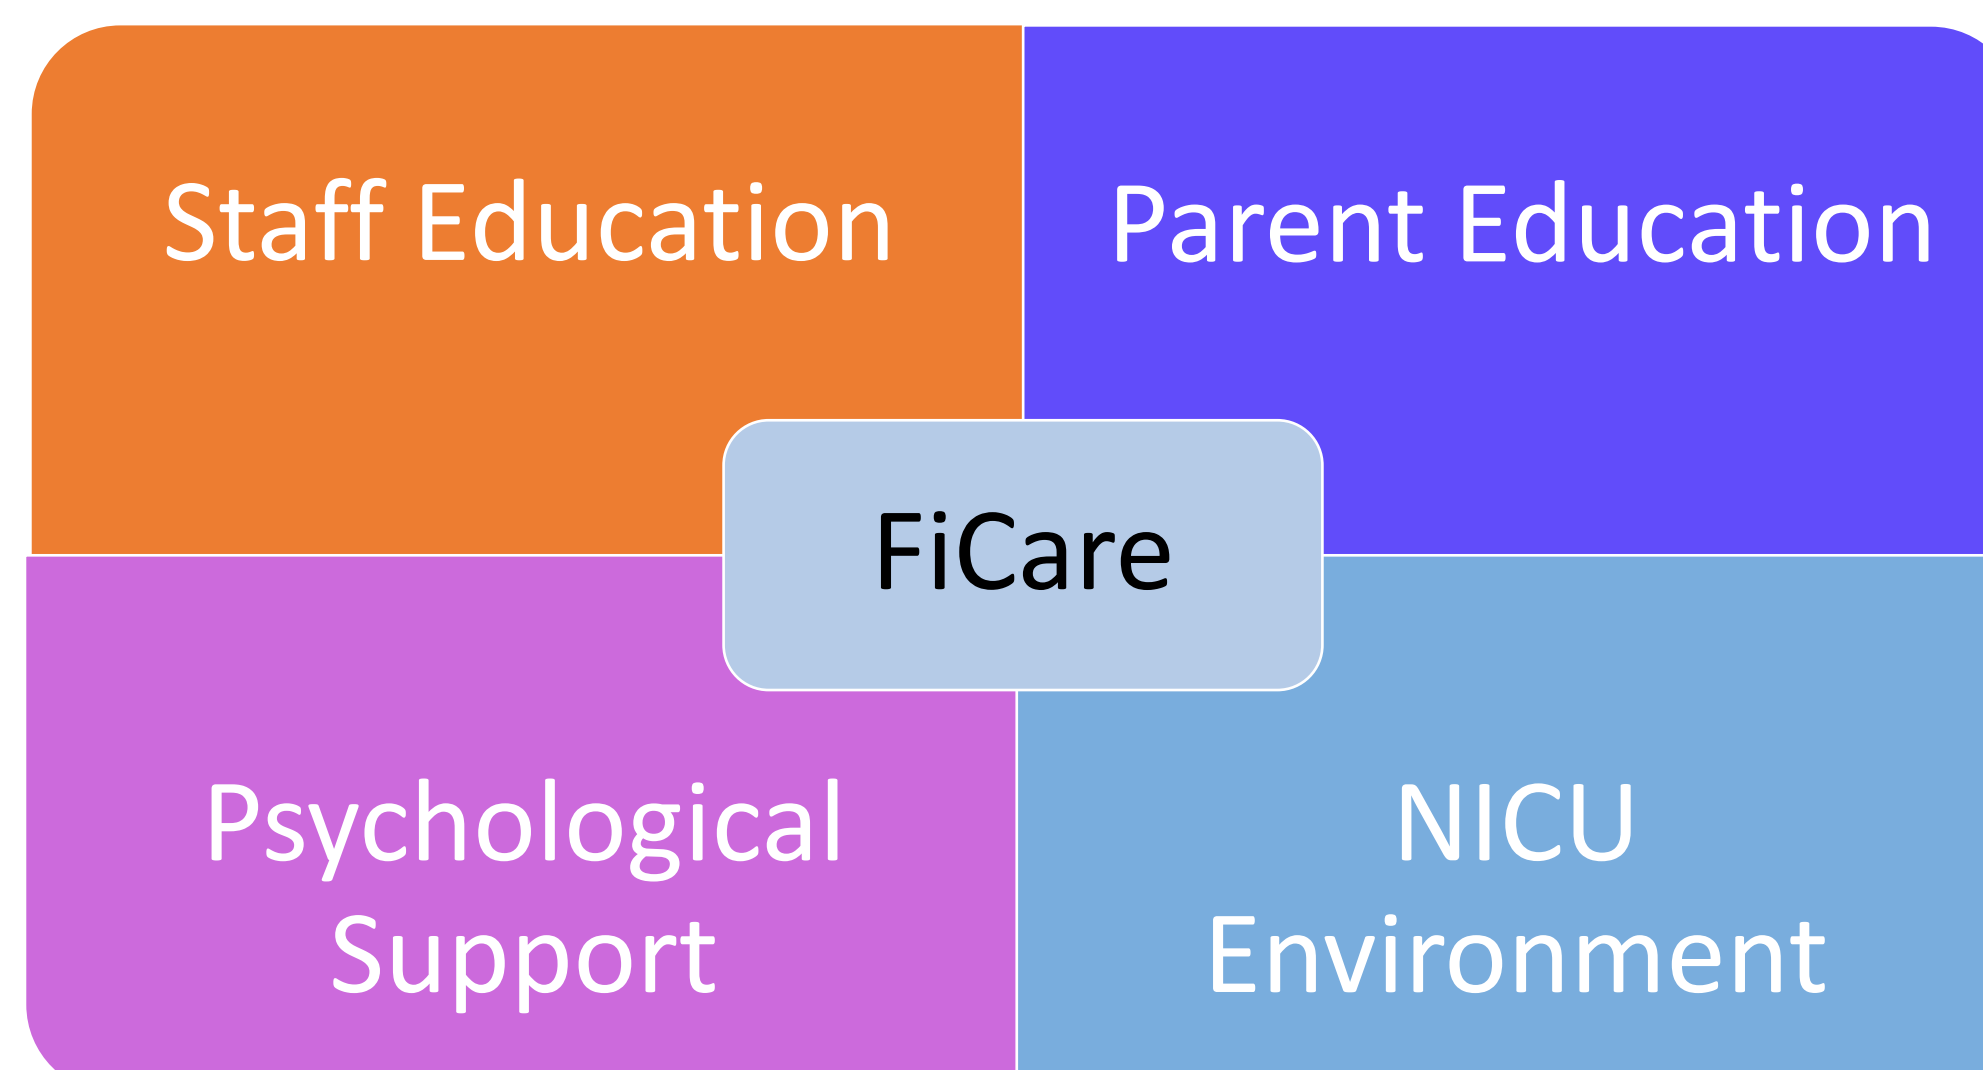 Staff Education
Parent Education
FiCare
Psychological
Support
NICU
Environment